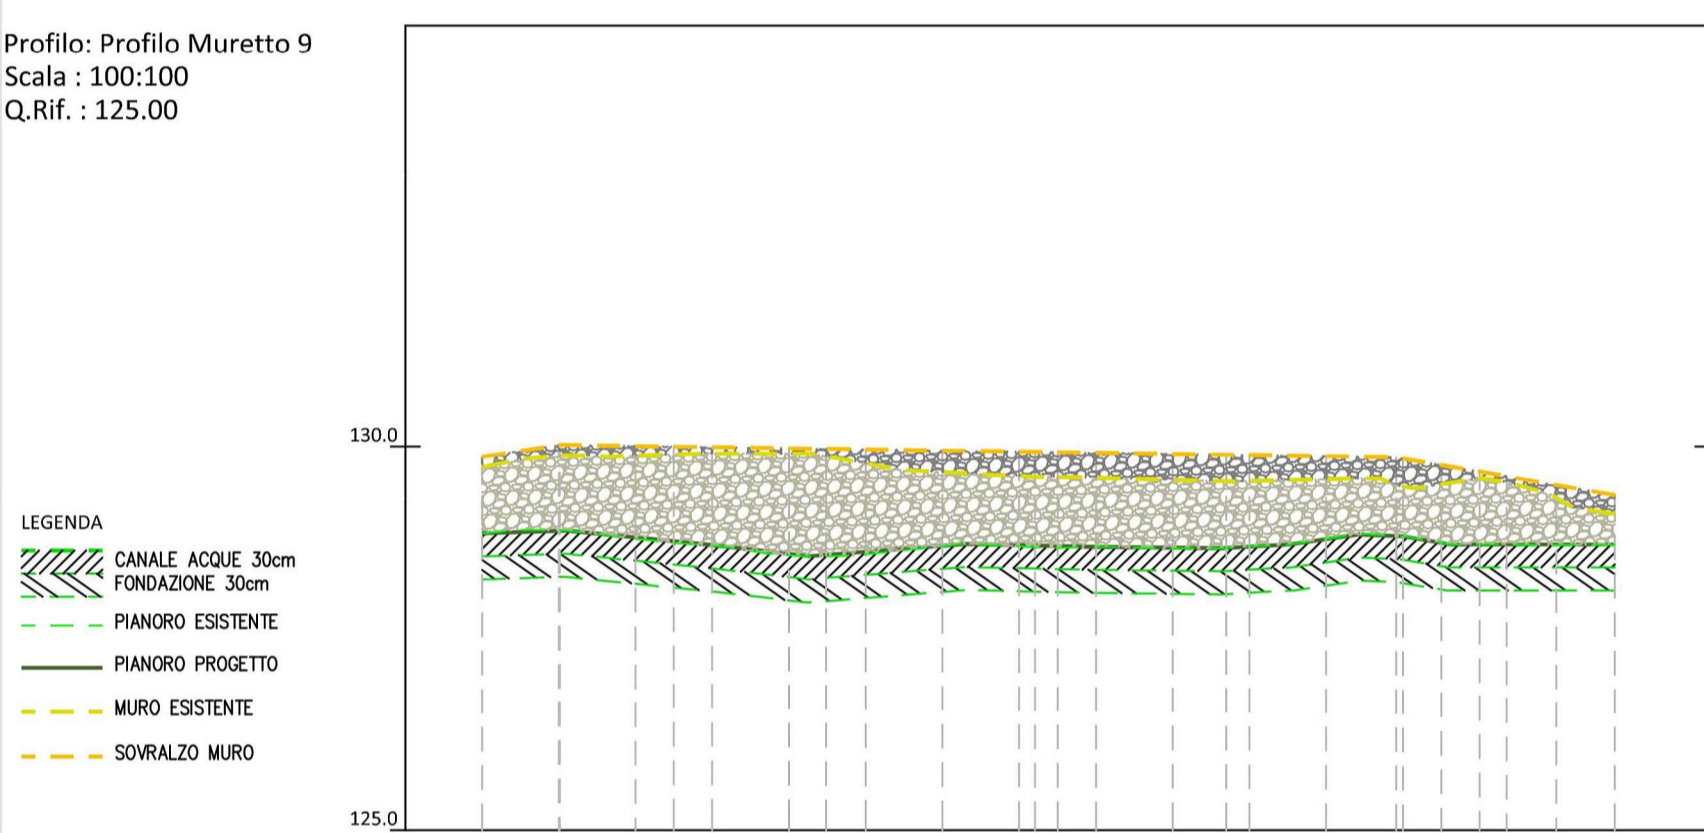 Profilo: Profilo Muretto 9
Scala : 100:100
Q.Rif. : 125.00
130.0
LEGENDA
CANALE ACQUE 30cm
FONDAZIONE 30cm
PIANORO ESISTENTE
PIANORO PROGETTO
MURO ESISTENTE
SOVRALZO MURO
125.0